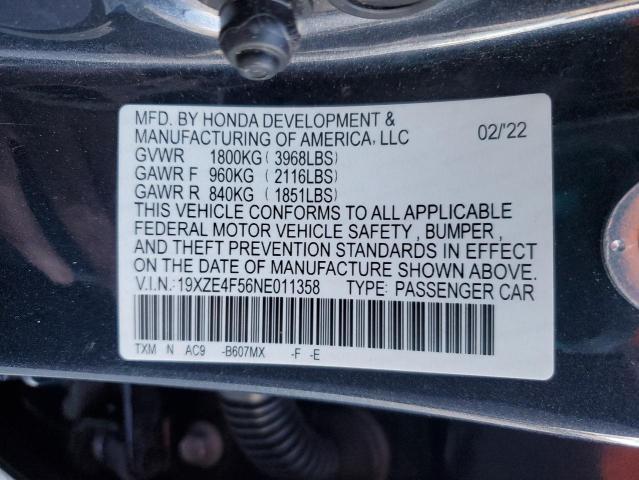 MFD. BY HONDA DEVELOPMENT &
MANUFACTURING OF AMERICA, LLC 02/'22
GVWR 1800KG (3968LBS)
GAWR F 960KG (2116LBS)
GAWR R 840KG (1851LBS)
THIS VEHICLE CONFORMS TO ALL APPLICABLE
FEDERAL MOTOR VEHICLE SAFETY, BUMPER,
AND THEFT PREVENTION STANDARDS IN EFFECT
ON THE DATE OF MANUFACTURE SHOWN ABOVE.
V.I.N.: 19XZE4F56NE011358 TYPE: PASSENGER CAR
TXM N AC9 -B607MX -F -E